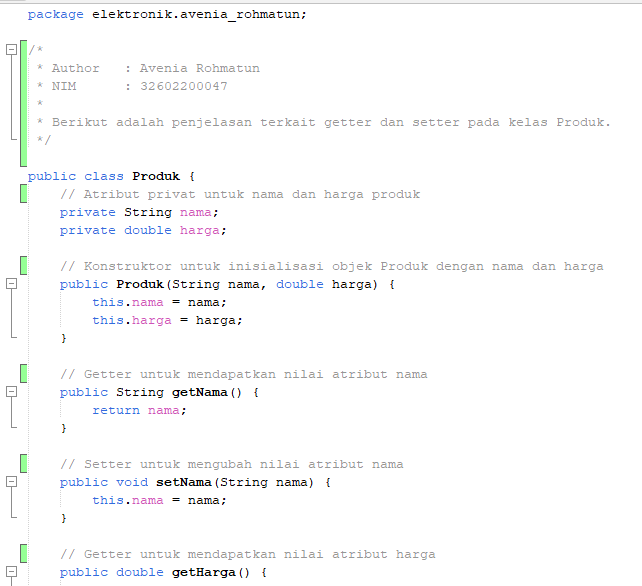 package elektronik.avenia_rohmatun;
/*
 * Author   : Avenia Rohmatun
 * NIM      : 32602200047
 *
 * Berikut adalah penjelasan terkait getter dan setter pada kelas Produk.
 */
public class Produk {
    // Atribut privat untuk nama dan harga produk
    private String nama;
    private double harga;
    // Konstruktor untuk inisialisasi objek Produk dengan nama dan harga
    public Produk(String nama, double harga) {
        this.nama = nama;
        this.harga = harga;
    }
    // Getter untuk mendapatkan nilai atribut nama
    public String getNama() {
        return nama;
    }
    // Setter untuk mengubah nilai atribut nama
    public void setNama(String nama) {
        this.nama = nama;
    }
    // Getter untuk mendapatkan nilai atribut harga
    public double getHarga() {